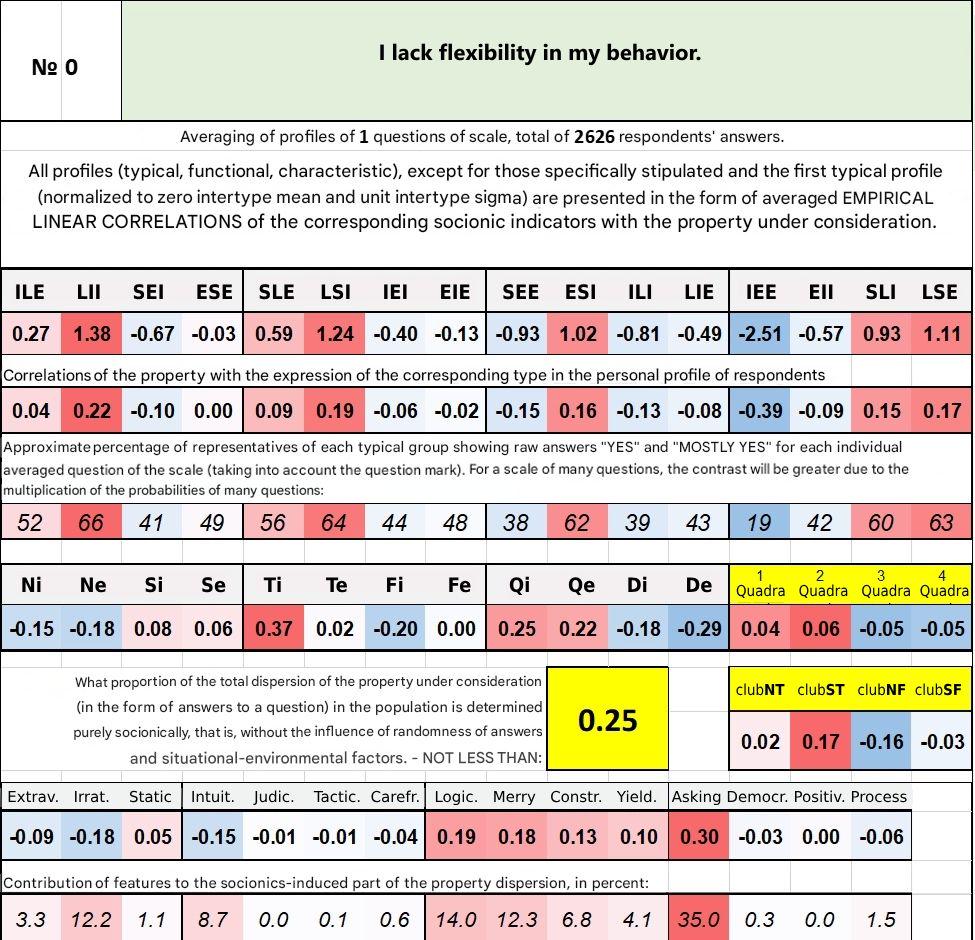 № 0
I lack flexibility in my behavior.
Averaging of profiles of 1 questions of scale, total of 2626 respondents' answers.
All profiles (typical, functional, characteristic), except for those specifically stipulated and the first typical profile
(normalized to zero intertype mean and unit intertype sigma) are presented in the form of averaged EMPIRICAL
LINEAR CORRELATIONS of the corresponding socionic indicators with the property under consideration.
ILE LII SEI ESE SLE LSI IEI EIE SEE ESI ILI LIE IEE EII SLI LSE
0.27 1.38 -0.67 -0.03 0.59 1.24 -0.40 -0.13 -0.93 1.02 -0.81 -0.49 -2.51 -0.57 0.93 1.11
Correlations of the property with the expression of the corresponding type in the personal profile of respondents
0.04 0.22 -0.10 0.00 0.09 0.19 -0.06 -0.02 -0.15 0.16 -0.13 -0.08 -0.39 -0.09 0.15 0.17
Approximate percentage of representatives of each typical group showing raw answers "YES" and "MOSTLY YES" for each individual
averaged question of the scale (taking into account the question mark). For a scale of many questions, the contrast will be greater due to the
multiplication of the probabilities of many questions:
52 66 41 49 56 64 44 48 38 62 39 43 19 42 60 63
Ni Ne Si Se Ti Te Fi Fe Qi Qe Di De 1 Quadra 2 Quadra 3 Quadra 4 Quadra
-0.15 -0.18 0.08 0.06 0.37 0.02 -0.20 0.00 0.25 0.22 -0.18 -0.29 0.04 0.06 -0.05 -0.05
What proportion of the total dispersion of the property under consideration
(in the form of answers to a question) in the population is determined
purely socionically, that is, without the influence of randomness of answers
and situational-environmental factors. - NOT LESS THAN:
0.25
clubNT clubST clubNF clubSF
0.02 0.17 -0.16 -0.03
Extrav. Irrat. Static Intuit. Judic. Tactic. Carefr. Logic. Merry Constr. Yield. Asking Democr. Positiv. Process
-0.09 -0.18 0.05 -0.15 -0.01 -0.01 -0.04 0.19 0.18 0.13 0.10 0.30 -0.03 0.00 -0.06
Contribution of features to the socionics-induced part of the property dispersion, in percent:
3.3 12.2 1.1 8.7 0.0 0.1 0.6 14.0 12.3 6.8 4.1 35.0 0.3 0.0 1.5